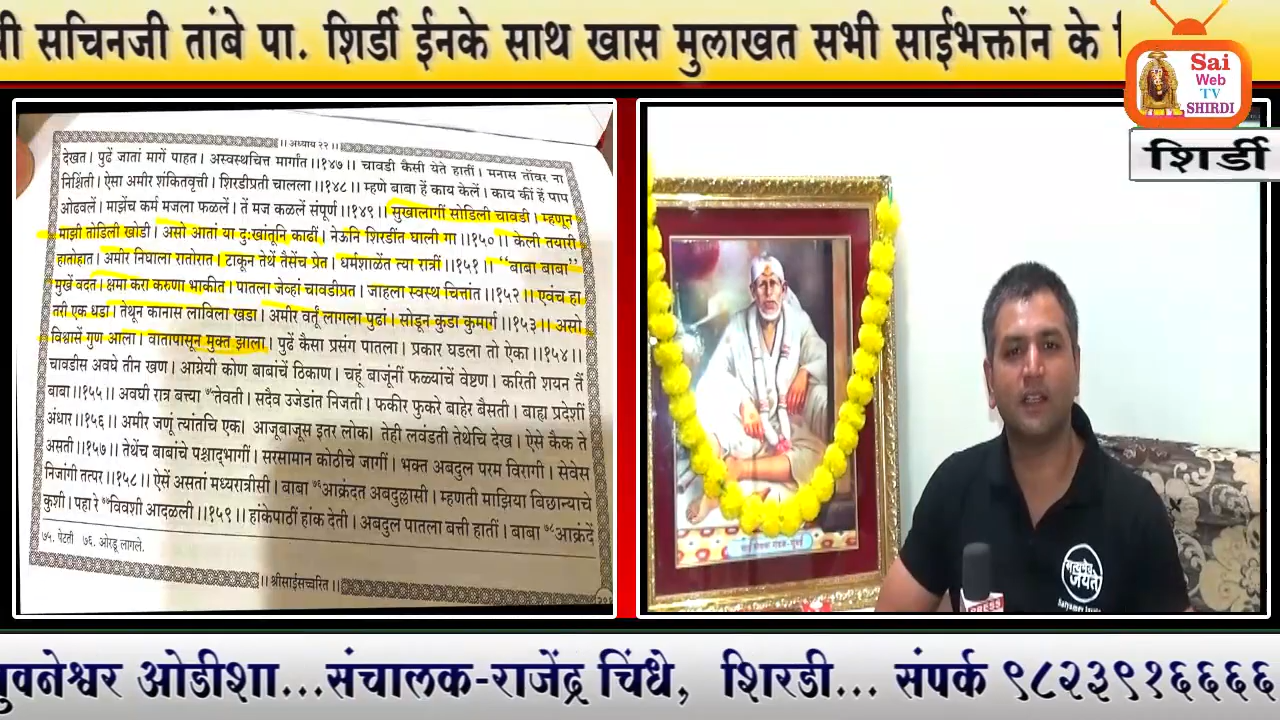 सचिनजी तांबे पा. शिर्डी ईनके साथ खास मुलाखत सभी साईभक्तोंन के
Sai
Web
TV
SHIRDI
शिर्डी
।। अध्याय २२ ।।
देखत। पुढें जातां मागें पाहत। अस्वस्थचित्त मार्गांत।।१४७।। चावडी कैसी येते हातीं। मनास तोंवर ना
निश्चिंती। ऐसा अमीर शंकितवृत्ती। शिरडीप्रती चालला।।१४८।। म्हणे बाबा हें काय केलें। काय कीं हें पाप
ओढवलें। माझेंच कर्म मजला फळलें। तें मज कळलें संपूर्ण।।१४९।। सुखालागीं सोडिली चावडी। म्हणून
माझी तोडिली खोडी। असो आतां या दुःखांतूनि काढीं। नेऊनि शिरडींत घाली गा।।१५०।। केली तयारी
हातोहात। अमीर निघाला रातोरात। टाकून तेथें तैसेंच प्रेत। धर्मशाळेंत त्या रात्रीं।।१५१।। “बाबा बाबा”
मुखें वदत। क्षमा करा करुणा भाकीत। पातला जेव्हां चावडीप्रत। जाहला स्वस्थ चित्तांत।।१५२।। एवंच हा
तरी एक धडा। तेथून कानास लाविला खडा। अमीर वर्तूं लागला पुढां। सोडून कुडा कुमार्ग।।१५३।। असो
विश्वासें गुण आला। वातापासून मुक्त झाला। पुढें कैसा प्रसंग पातला। प्रकार घडला तो ऐका।।१५४।।
चावडीस अवघे तीन खण। आग्नेयी कोण बाबांचें ठिकाण। चहूं बाजूंनीं फळ्यांचें वेष्टण। करिती शयन तैं
बाबा।।१५५।। अवघी रात्र बत्त्या ७५तेवती। सदैव उजेडांत निजती। फकीर फुकरे बाहेर बैसती। बाह्य प्रदेशीं
अंधार।।१५६।। अमीर जणूं त्यांतचि एक। आजूबाजूस इतर लोक। तेही लवंडती तेथेचि देख। ऐसे कैक ते
असती।।१५७।। तेथेंच बाबांचे पश्चाद्भागीं। सरसामान कोठीचे जागीं। भक्त अबदुल परम विरागी। सेवेस
निजांगी तत्पर।।१५८।। ऐसें असतां मध्यरात्रीसी। बाबा ७६आक्रंदत अबदुल्लासी। म्हणती माझिया बिछान्याचे
कुशी। पहा रे विवशी आदळली।।१५९।। हांकेपाठीं हांक देती। अबदुल पातला बत्ती हातीं। बाबा आक्रंदें
७५. पेटती ७६. ओरडू लागले.
।। श्रीसाईसच्चरित।।
सत्यमेव
जयते
ओडीशा...संचालक-राजेंद्र चिंधे, शिरडी... संपर्क ९८२३९१६६६६